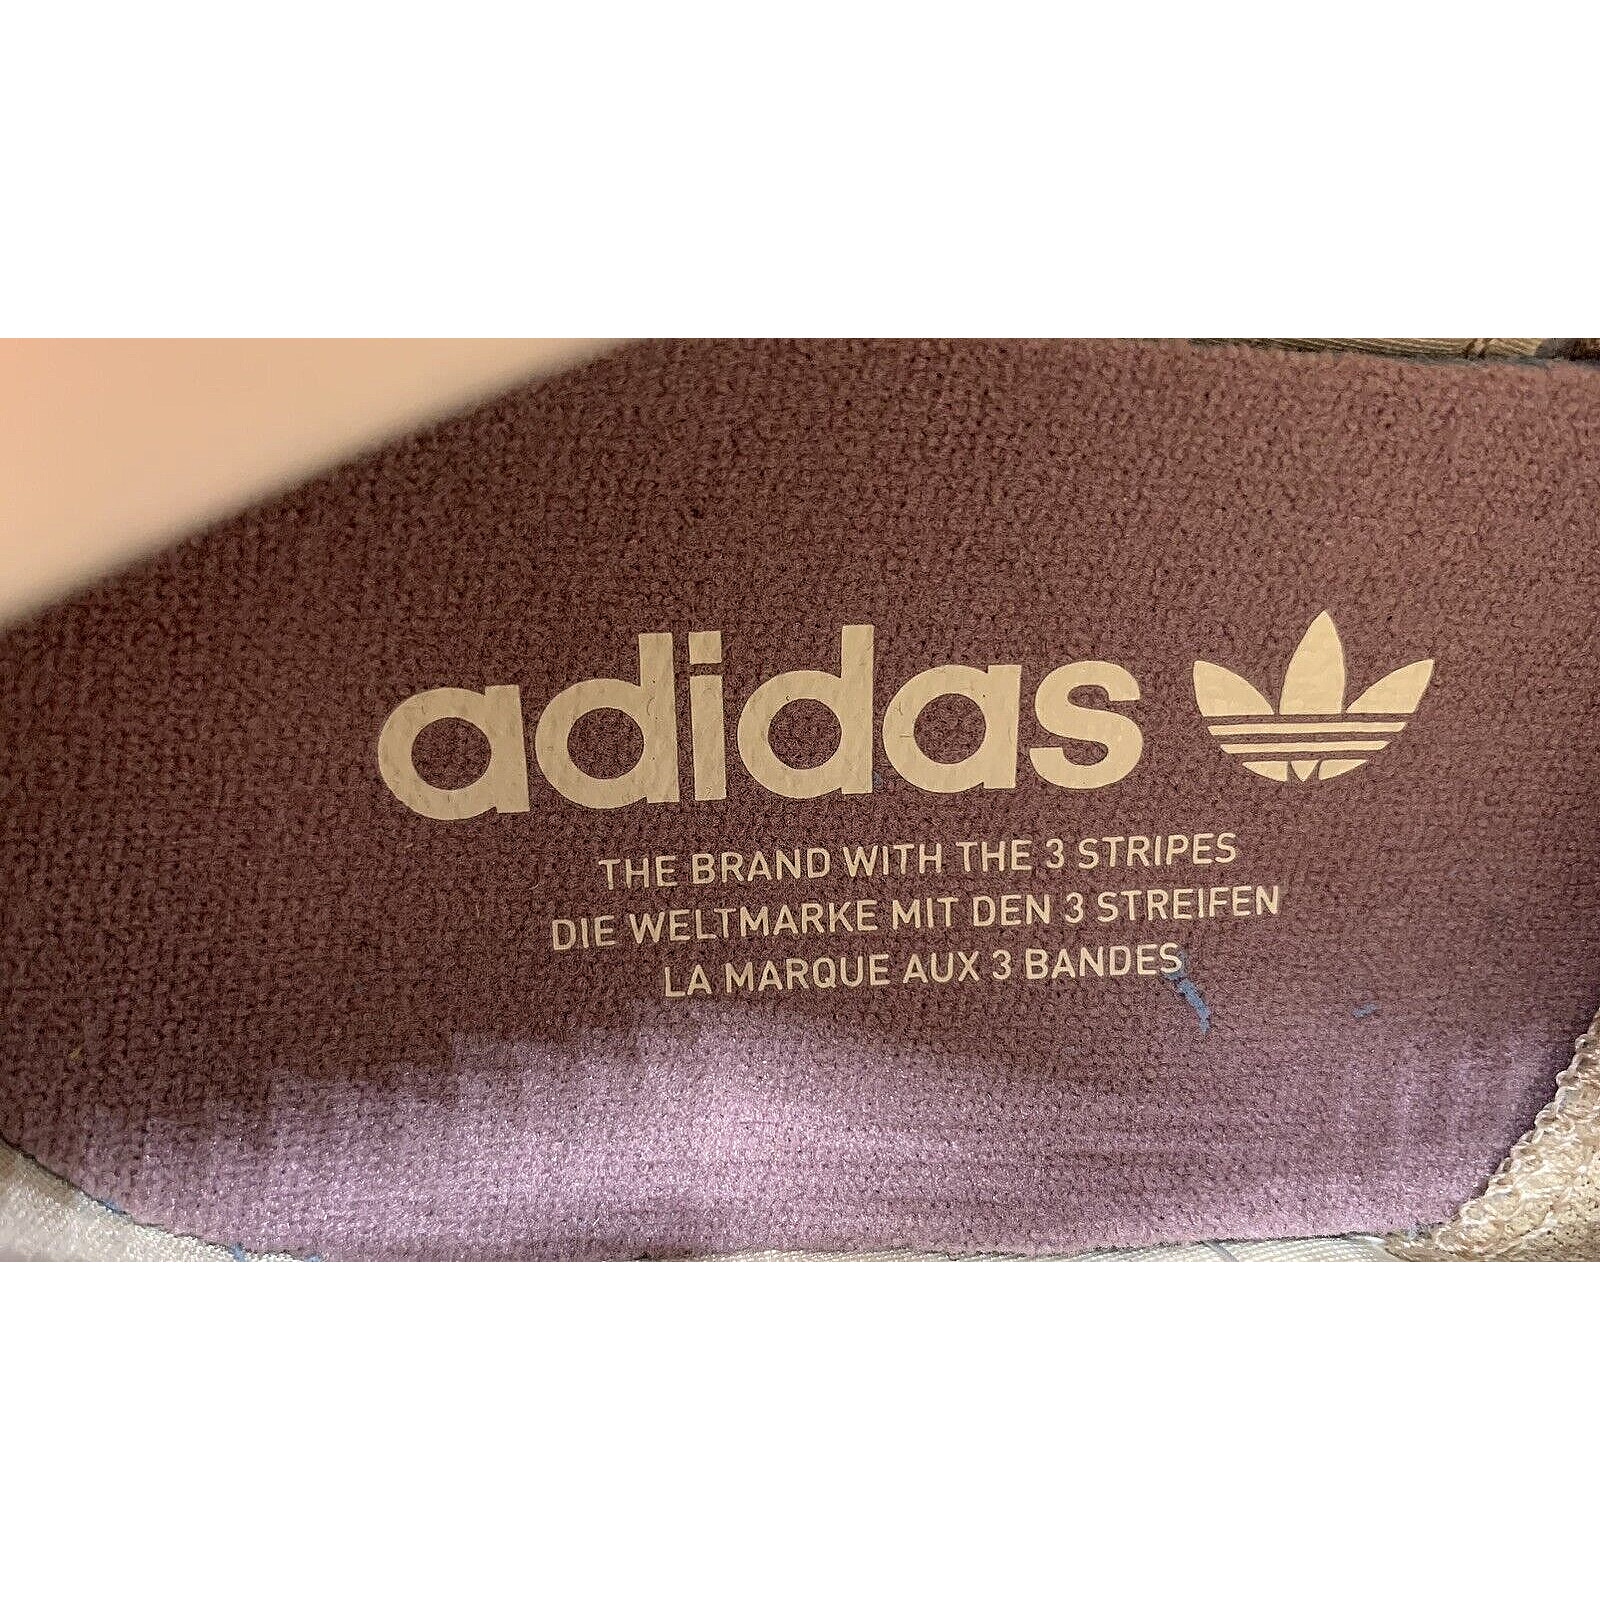 adidas
THE BRAND WITH THE 3 STRIPES
DIE WELTMARKE MIT DEN 3 STREIFEN
LA MARQUE AUX 3 BANDES